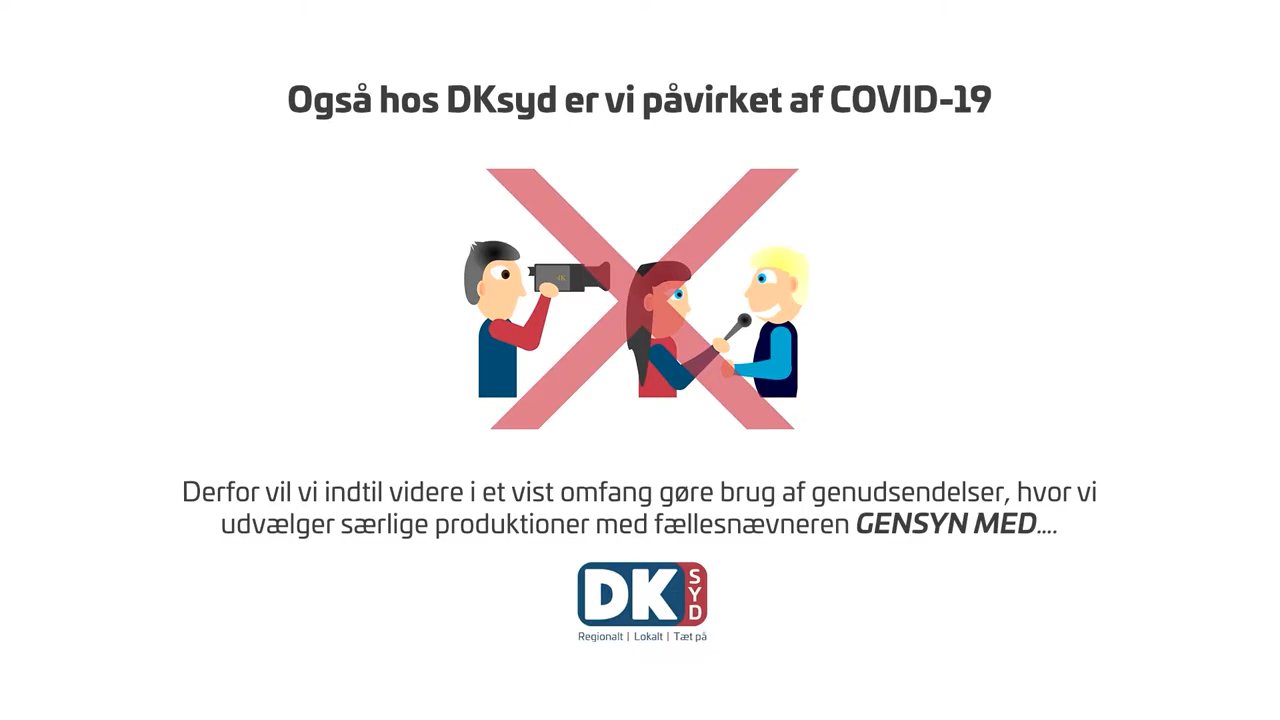 Også hos DKsyd er vi påvirket af COVID-19
4K
Derfor vil vi indtil videre i et vist omfang gøre brug af genudsendelser, hvor vi
udvælger særlige produktioner med fællesnævneren GENSYN MED....
DK SYD
Regionalt | Lokalt | Tæt på